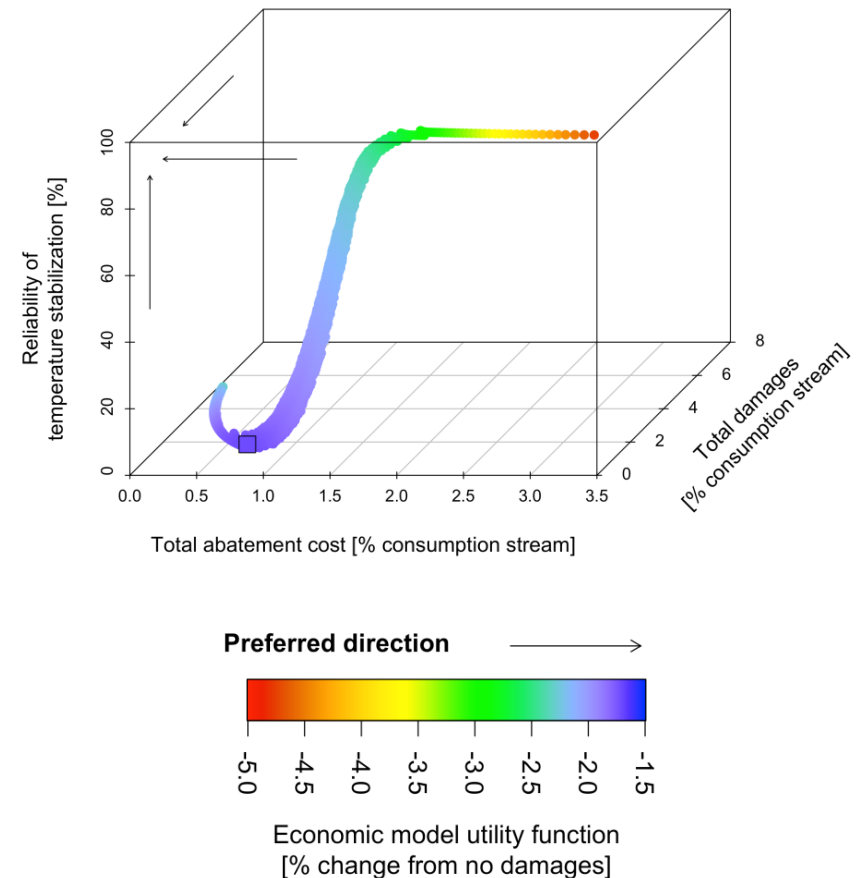 100
80
60
40
20
0
Reliability of
temperature stabilization [%]
0.0 0.5 1.0 1.5 2.0 2.5 3.0 3.5
Total abatement cost [% consumption stream]
0
2
4
6
8
Total damages
[% consumption stream]
Preferred direction
-5.0 -4.5 -4.0 -3.5 -3.0 -2.5 -2.0 -1.5
Economic model utility function
[% change from no damages]